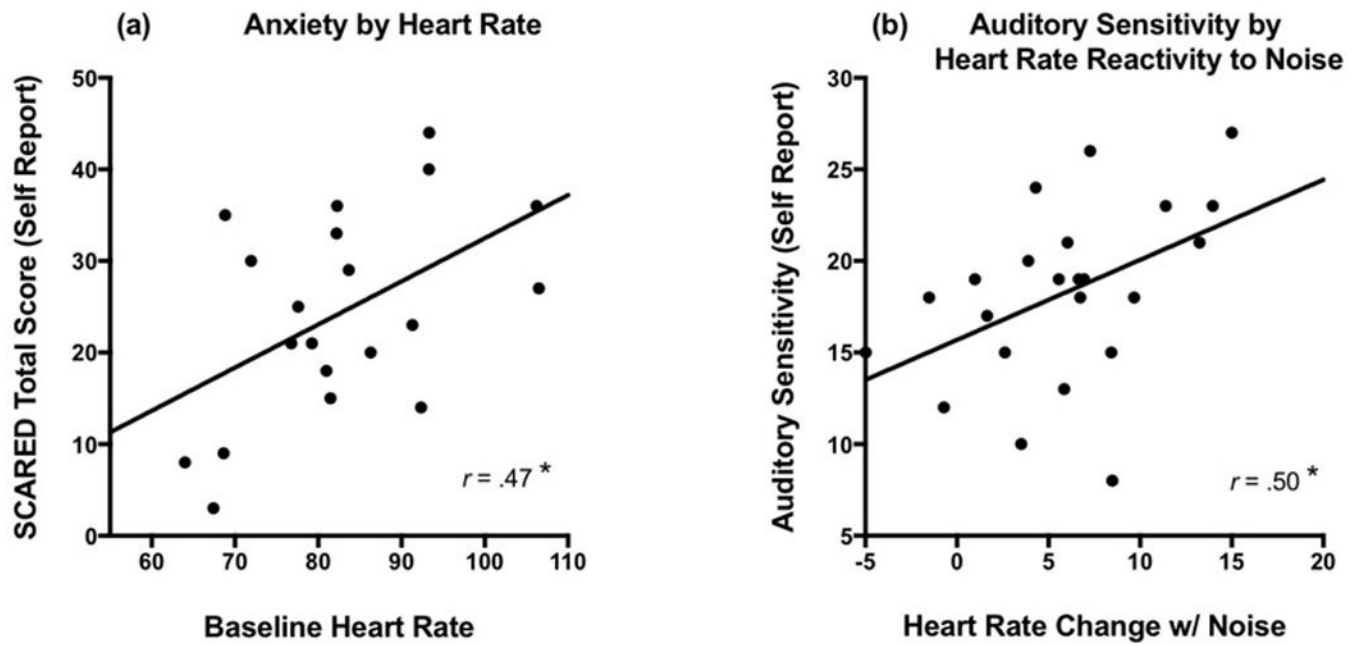 (a) Anxiety by Heart Rate
SCARED Total Score (Self Report)
50
40
30
20
10
0
60 70 80 90 100 110
r = .47 *
Baseline Heart Rate
(b) Auditory Sensitivity by
Heart Rate Reactivity to Noise
Auditory Sensitivity (Self Report)
30
25
20
15
10
5
-5 0 5 10 15 20
r = .50 *
Heart Rate Change w/ Noise